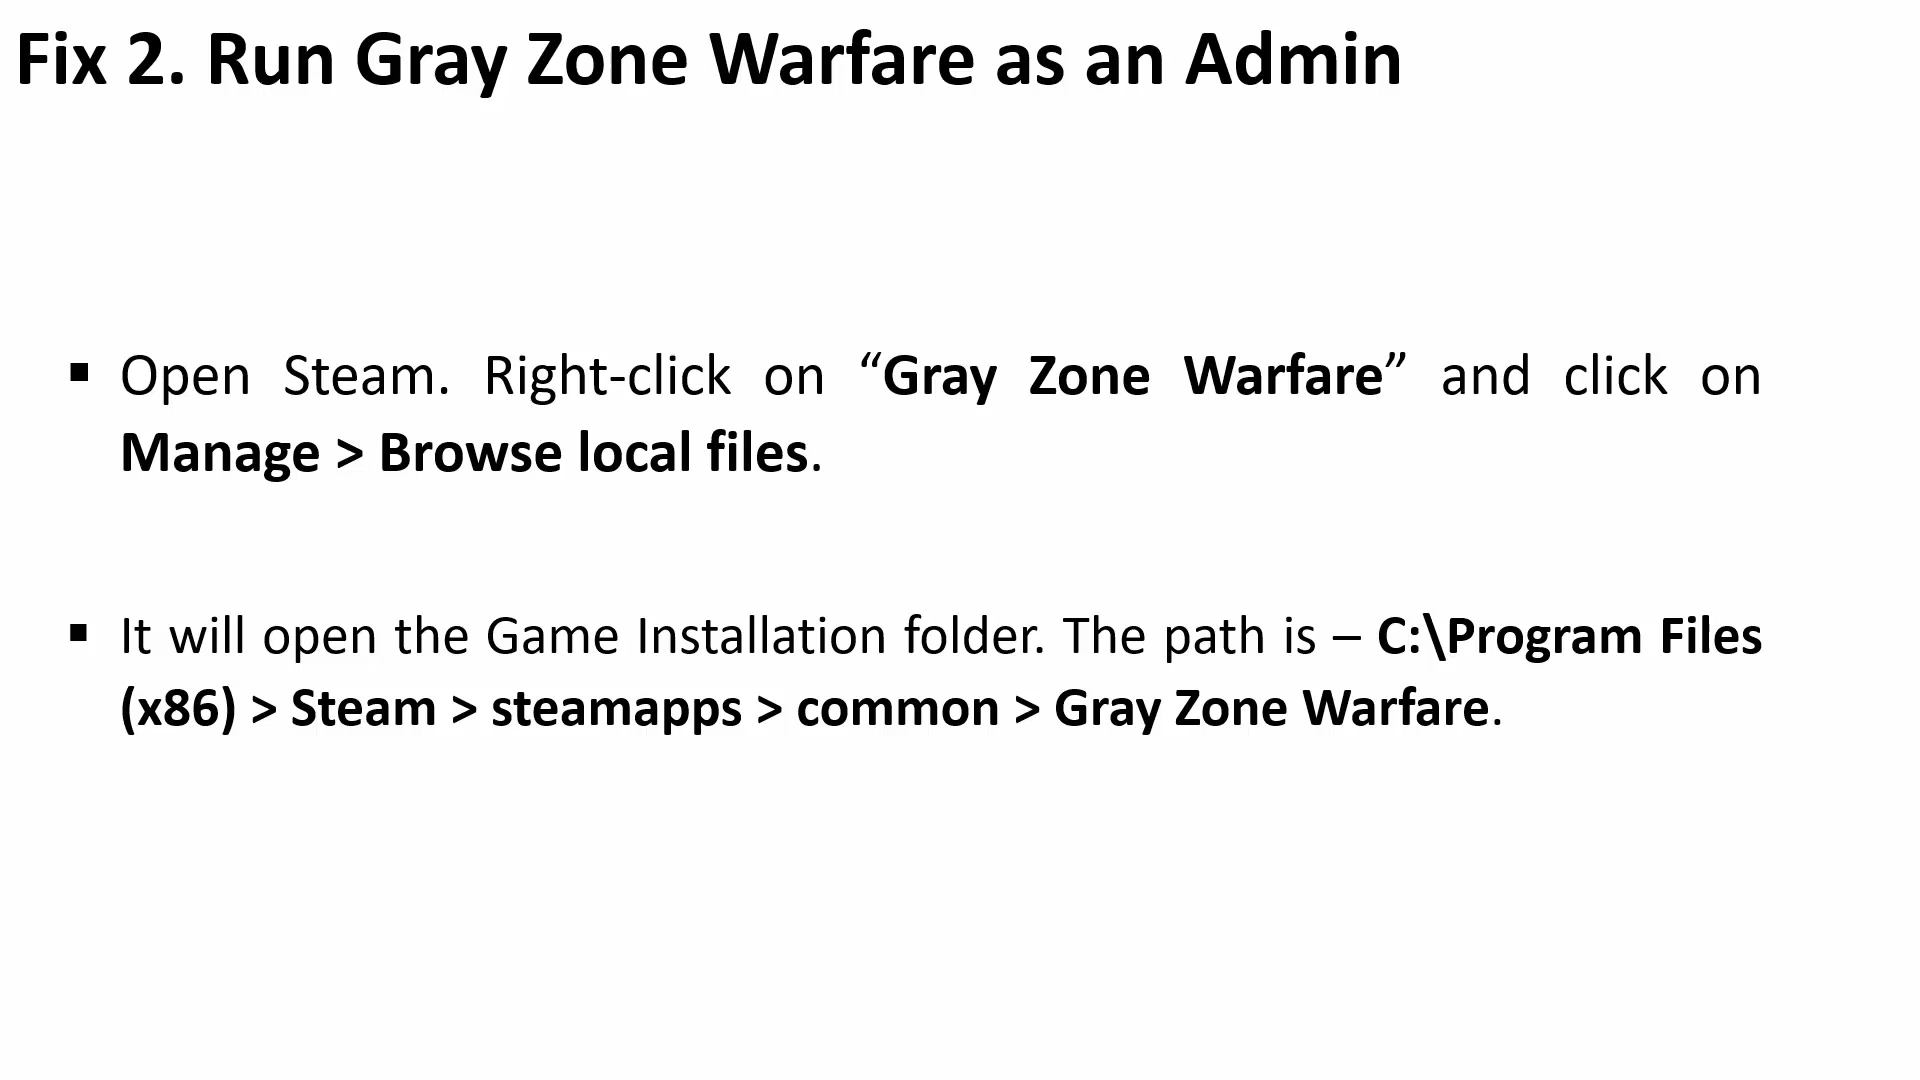 Fix 2. Run Gray Zone Warfare as an Admin
▪ Open Steam. Right-click on “Gray Zone Warfare” and click on
Manage > Browse local files.
▪ It will open the Game Installation folder. The path is – C:\Program Files
(x86) > Steam > steamapps > common > Gray Zone Warfare.